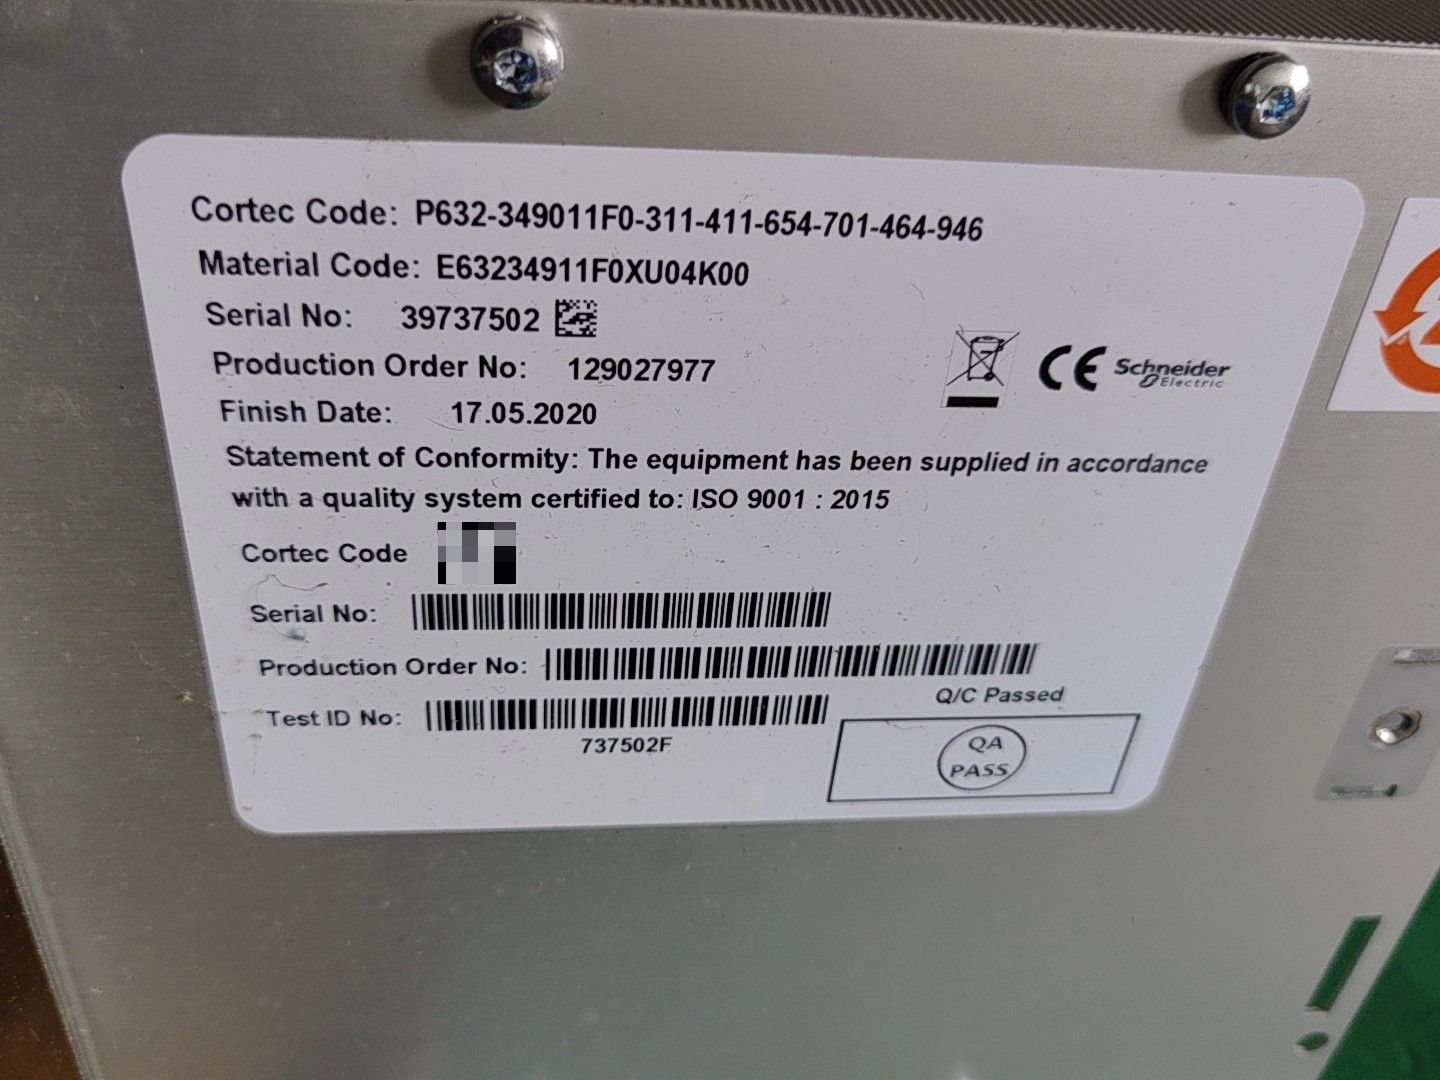 Cortec Code: P632-349011F0-311-411-654-701-464-946
Material Code: E63234911F0XU04K00
Serial No: 39737502
Production Order No: 129027977
Finish Date: 17.05.2020
CE Schneider
Electric
Statement of Conformity: The equipment has been supplied in accordance
with a quality system certified to: ISO 9001 : 2015
Cortec Code
Serial No:
Production Order No:
Test ID No:
737502F
Q/C Passed
QA
PASS